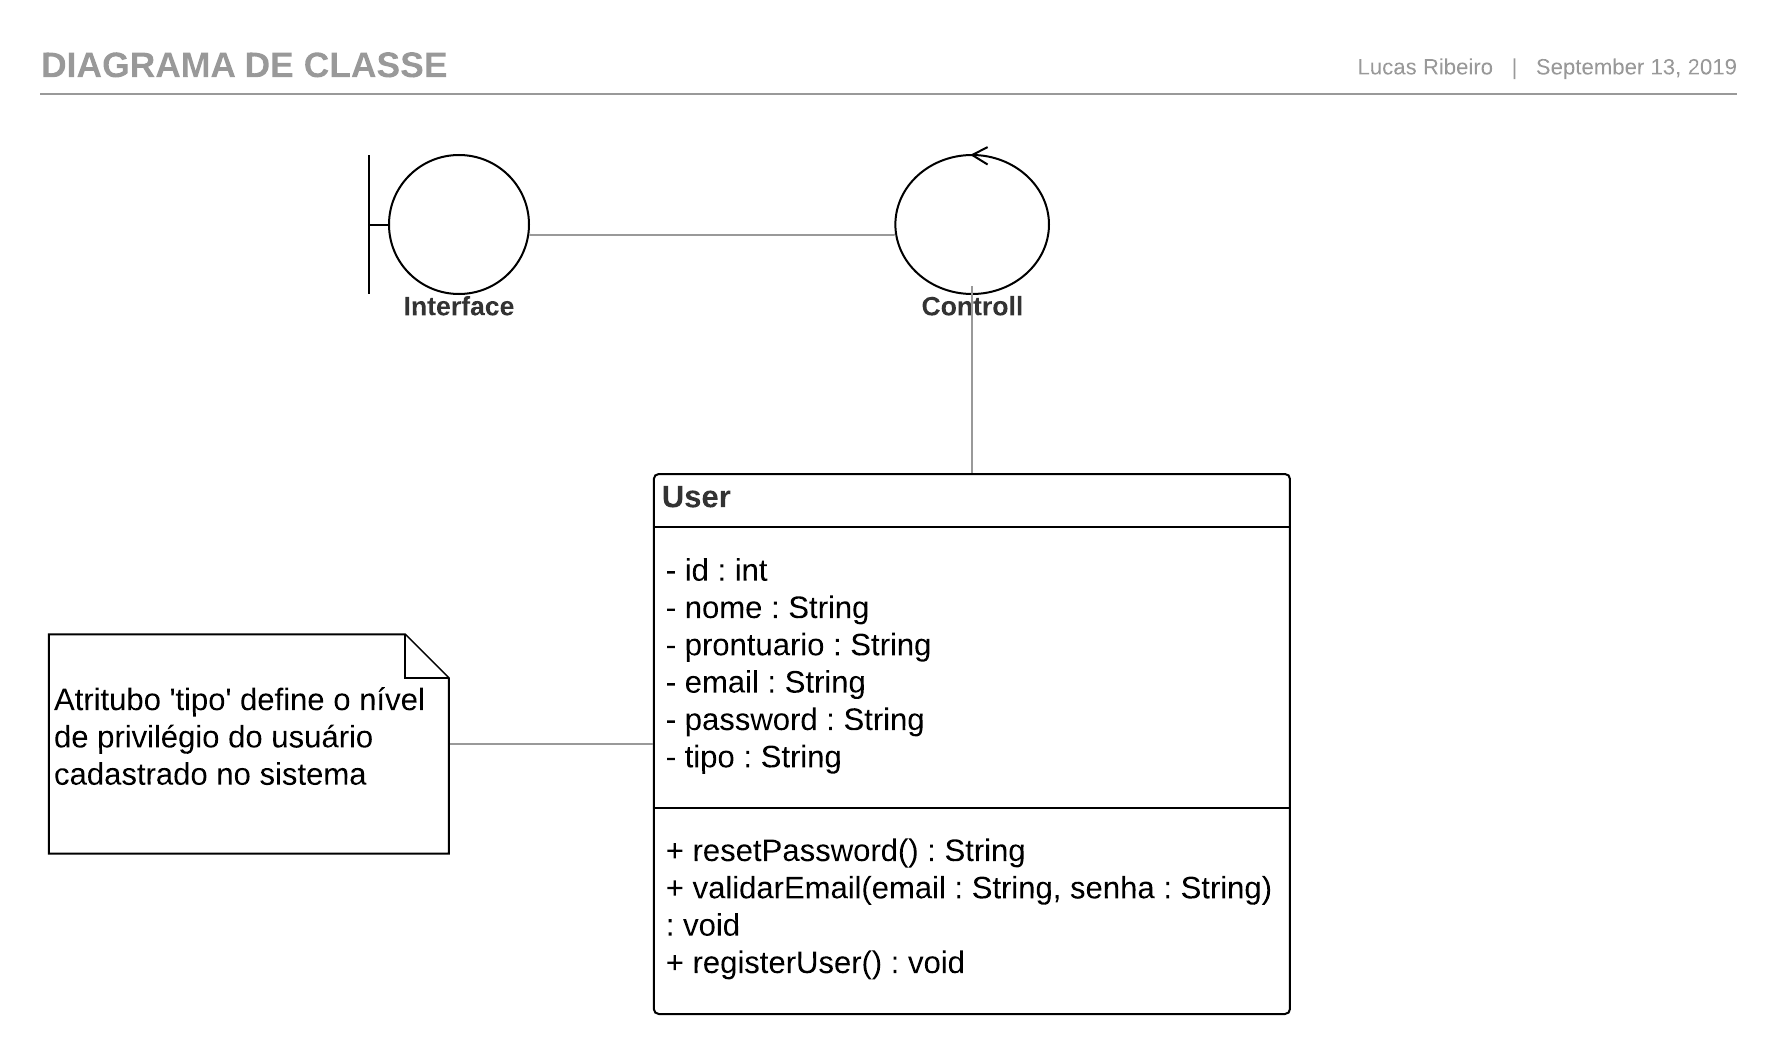 DIAGRAMA DE CLASSE
Lucas Ribeiro | September 13, 2019
Interface
Controll
User
- id : int
- nome : String
- prontuario : String
- email : String
- password : String
- tipo : String
Atritubo 'tipo' define o nível
de privilégio do usuário
cadastrado no sistema
+ resetPassword() : String
+ validarEmail(email : String, senha : String)
: void
+ registerUser() : void